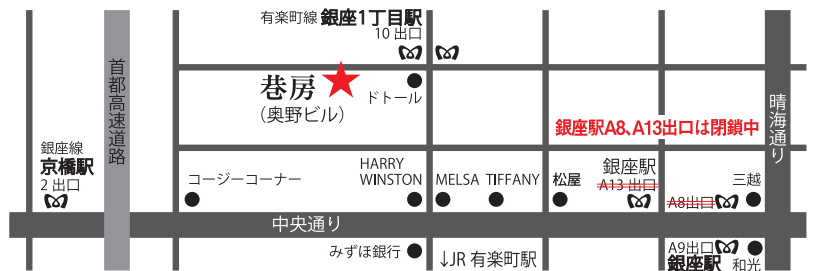 有楽町線 銀座1丁目駅
10 出口
首都高速道路
巷房
(奥野ビル)
ドトール
晴海通り
銀座駅A8、A13出口は閉鎖中
銀座線
京橋駅
2 出口
コージーコーナー
HARRY
WINSTON
MELSA
TIFFANY
松屋
銀座駅
A13 出口
三越
A8出口
中央通り
みずほ銀行
↓JR 有楽町駅
A9出口
銀座駅
和光